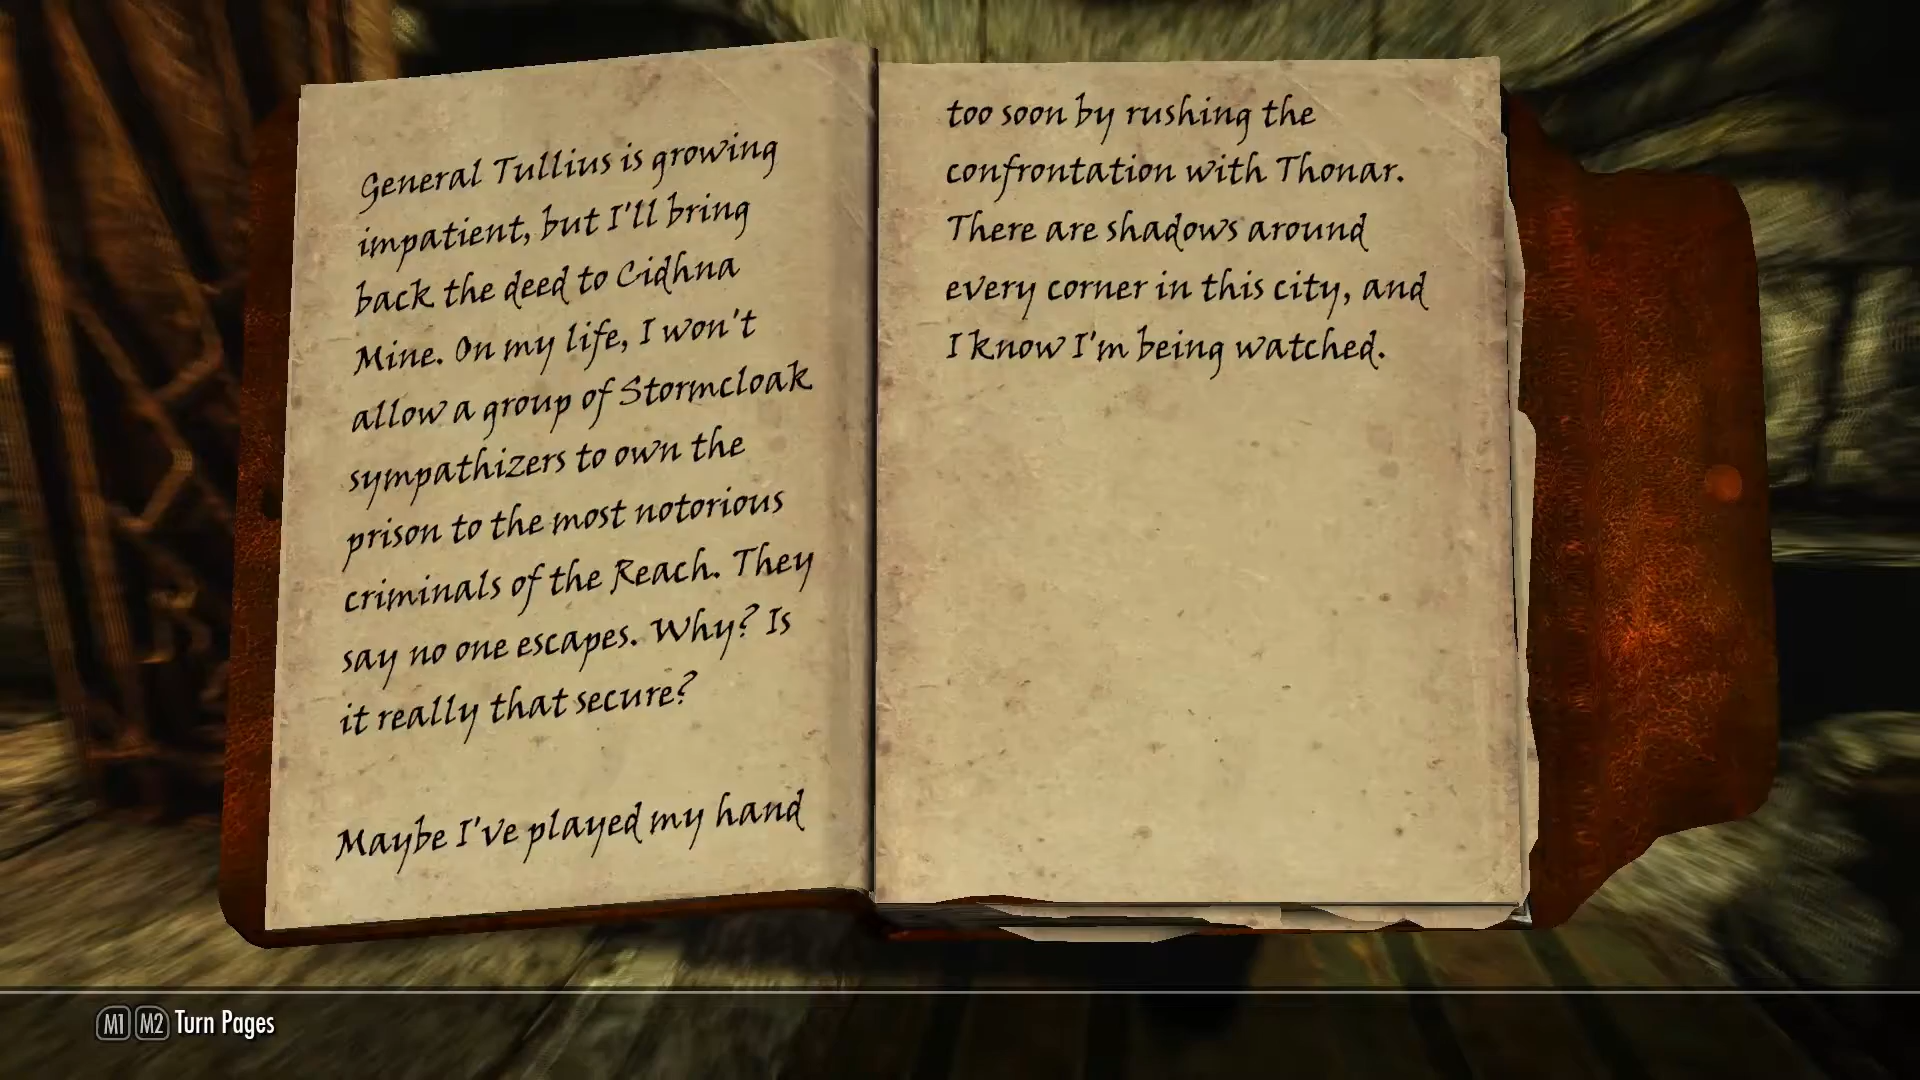 General Tullius is growing
impatient, but I'll bring
back the deed to Cidhna
Mine. On my life, I won't
allow a group of Stormcloak
sympathizers to own the
prison to the most notorious
criminals of the Reach. They
say no one escapes. Why? Is
it really that secure?
Maybe I've played my hand
too soon by rushing the
confrontation with Thonar.
There are shadows around
every corner in this city, and
I know I'm being watched.
M1 M2 Turn Pages